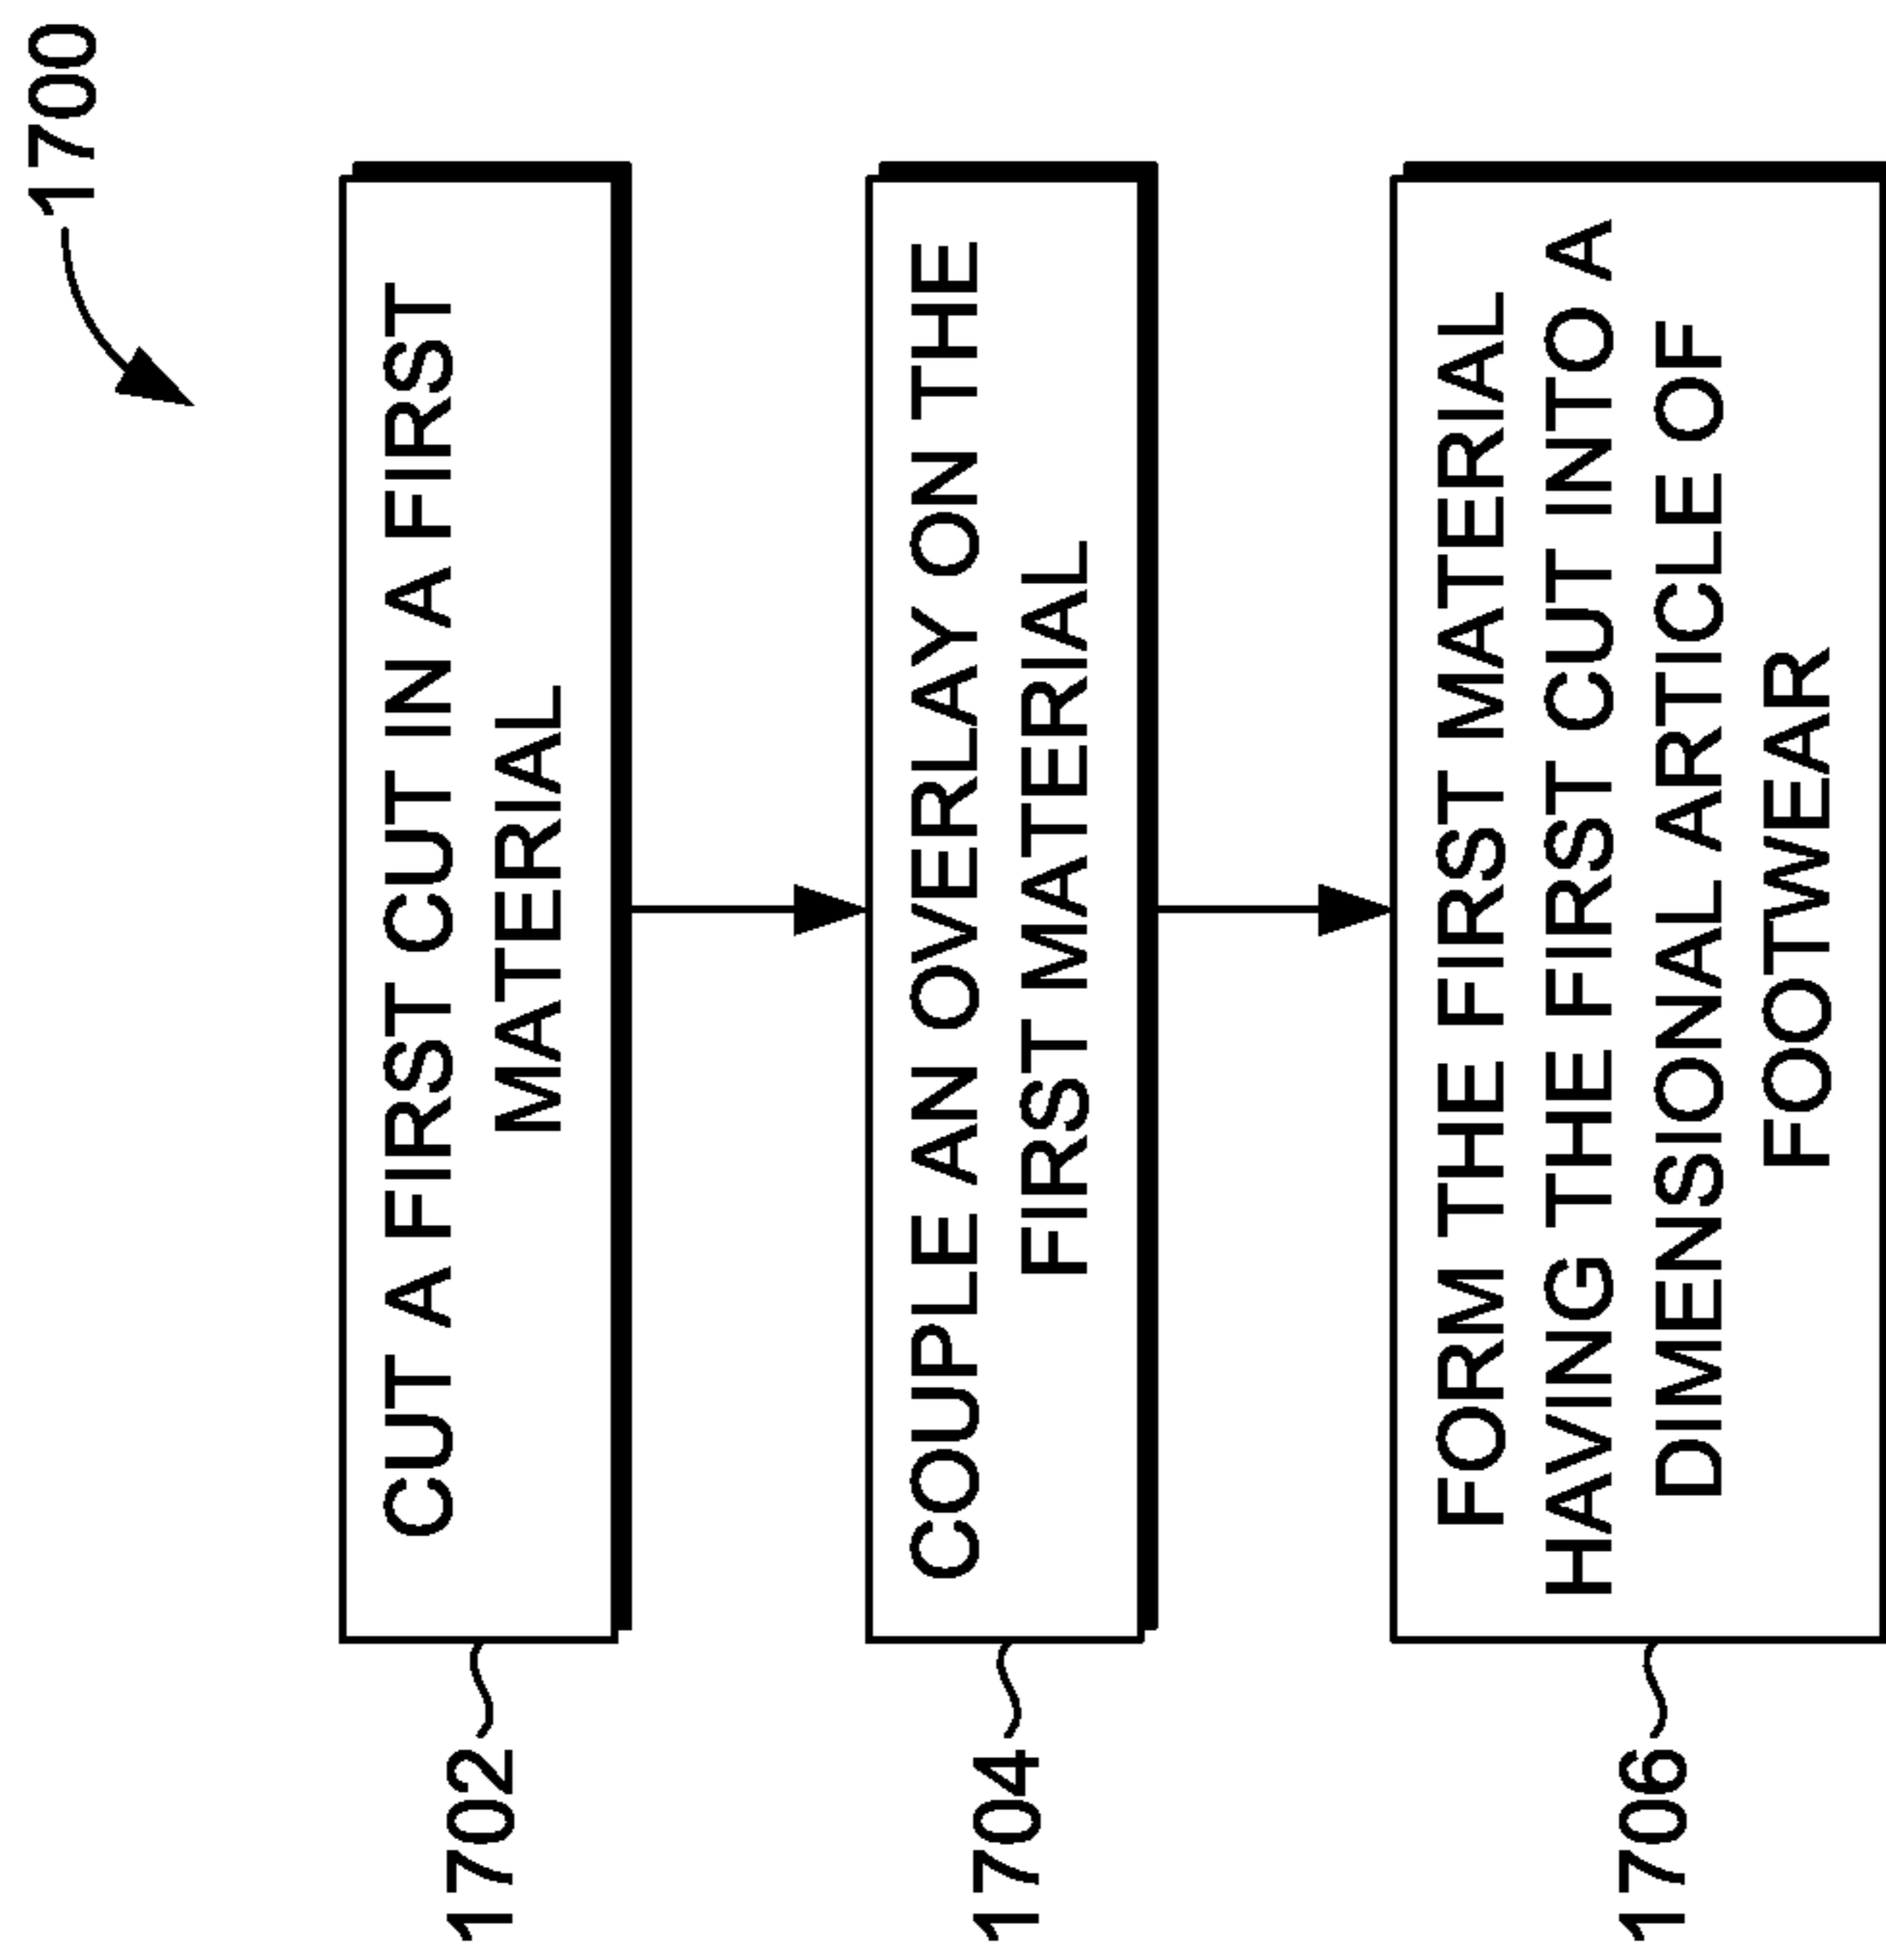 1700
1702
CUT A FIRST CUT IN A FIRST
MATERIAL
1704
COUPLE AN OVERLAY ON THE
FIRST MATERIAL
1706
FORM THE FIRST MATERIAL
HAVING THE FIRST CUT INTO A
DIMENSIONAL ARTICLE OF
FOOTWEAR